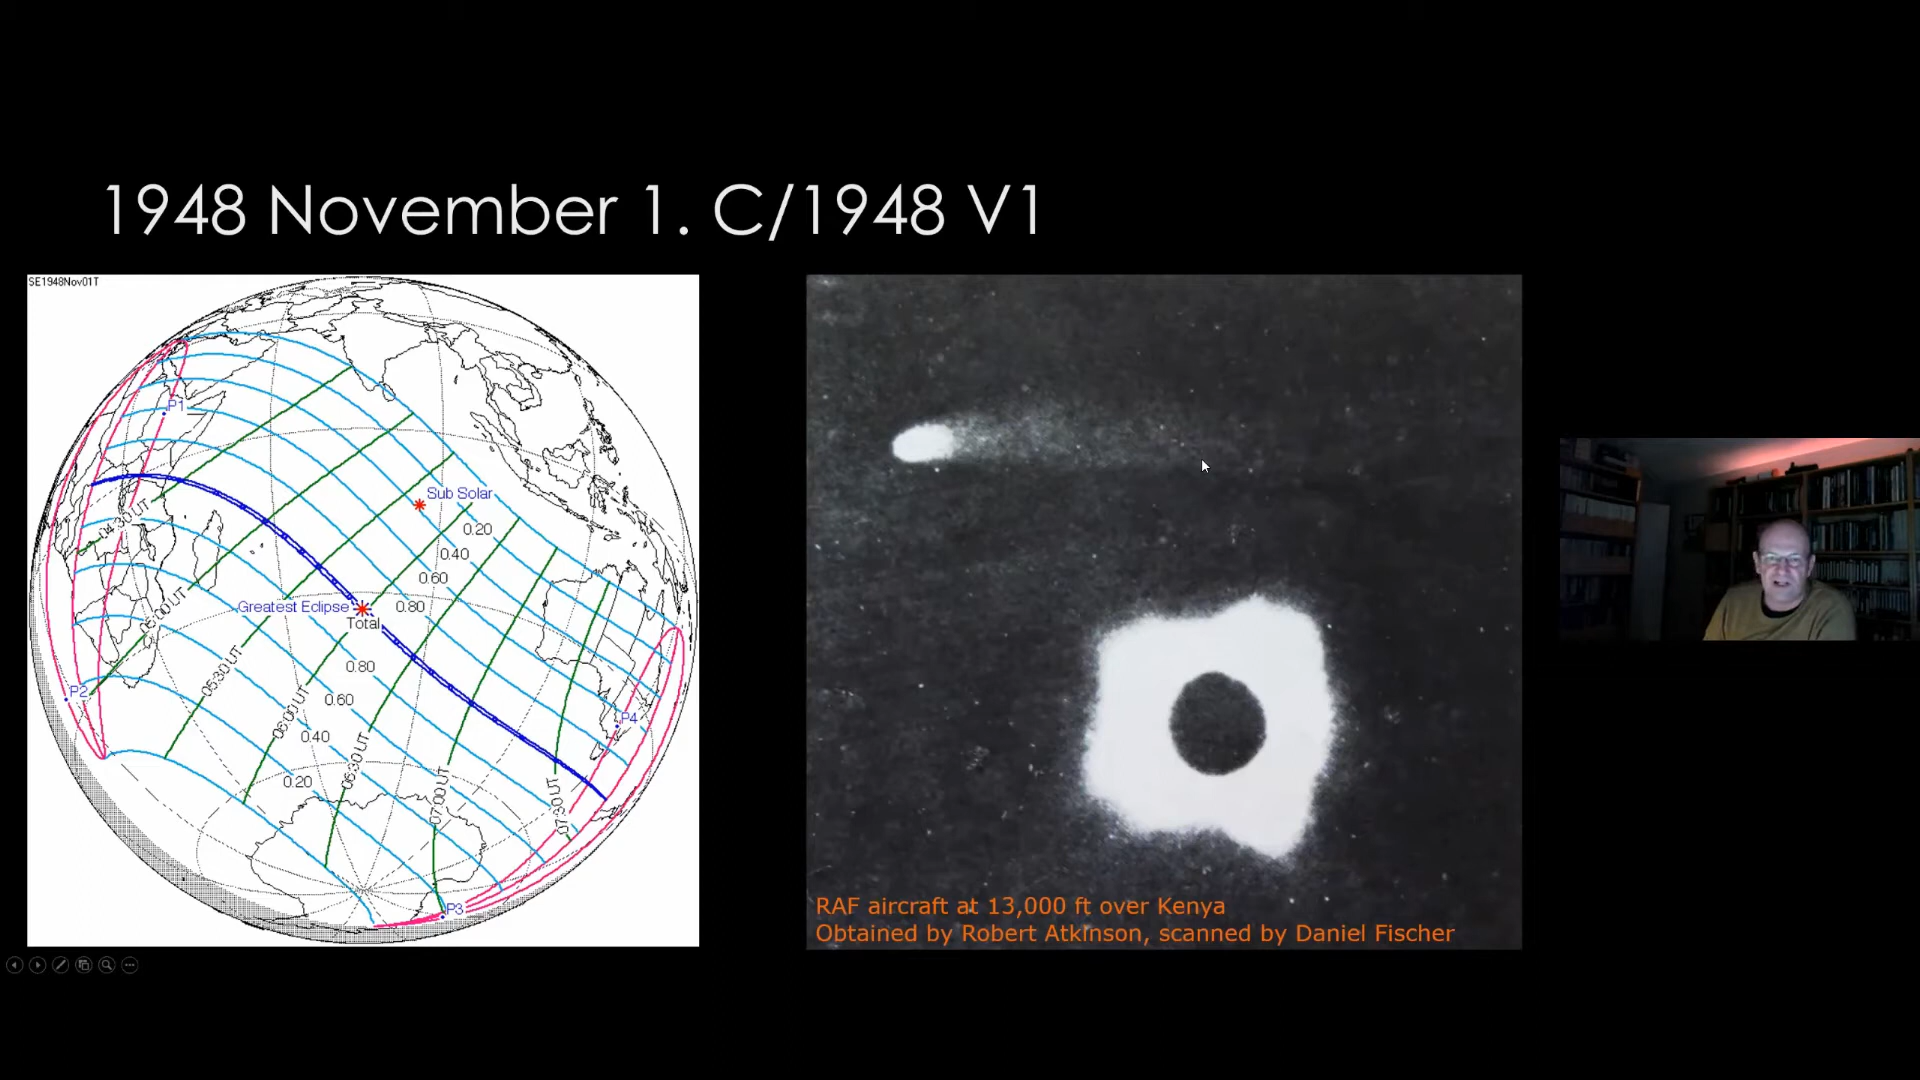 1948 November 1. C/1948 V1
SE1948Nov01T
P1
Sub Solar
0.20
04:30 UT
0.40
0.60
Greatest Eclipse
0.80
05:00 UT
Total
0.80
05:30 UT
P2
0.60
06:00 UT
P4
0.40
06:30 UT
0.20
07:00 UT
07:30 UT
P3
RAF aircraft at 13,000 ft over Kenya
Obtained by Robert Atkinson, scanned by Daniel Fischer